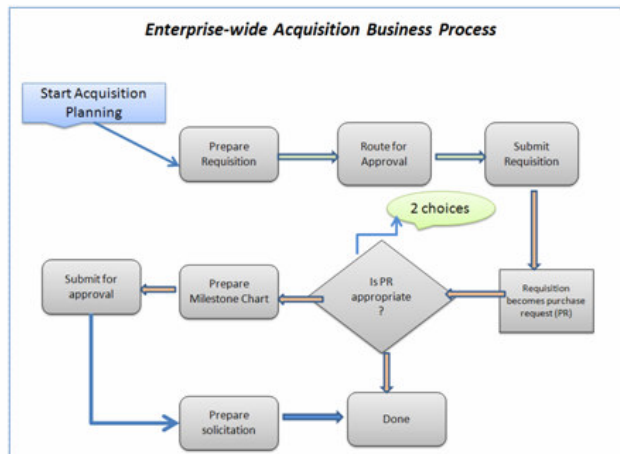 Enterprise-wide Acquisition Business Process
Start Acquisition
Planning
Prepare
Requisition
Route for
Approval
Submit
Requisition
2 choices
Submit for
approval
Prepare
Milestone Chart
Is PR
appropriate
?
Requisition
becomes purchase
request (PR)
Prepare
solicitation
Done